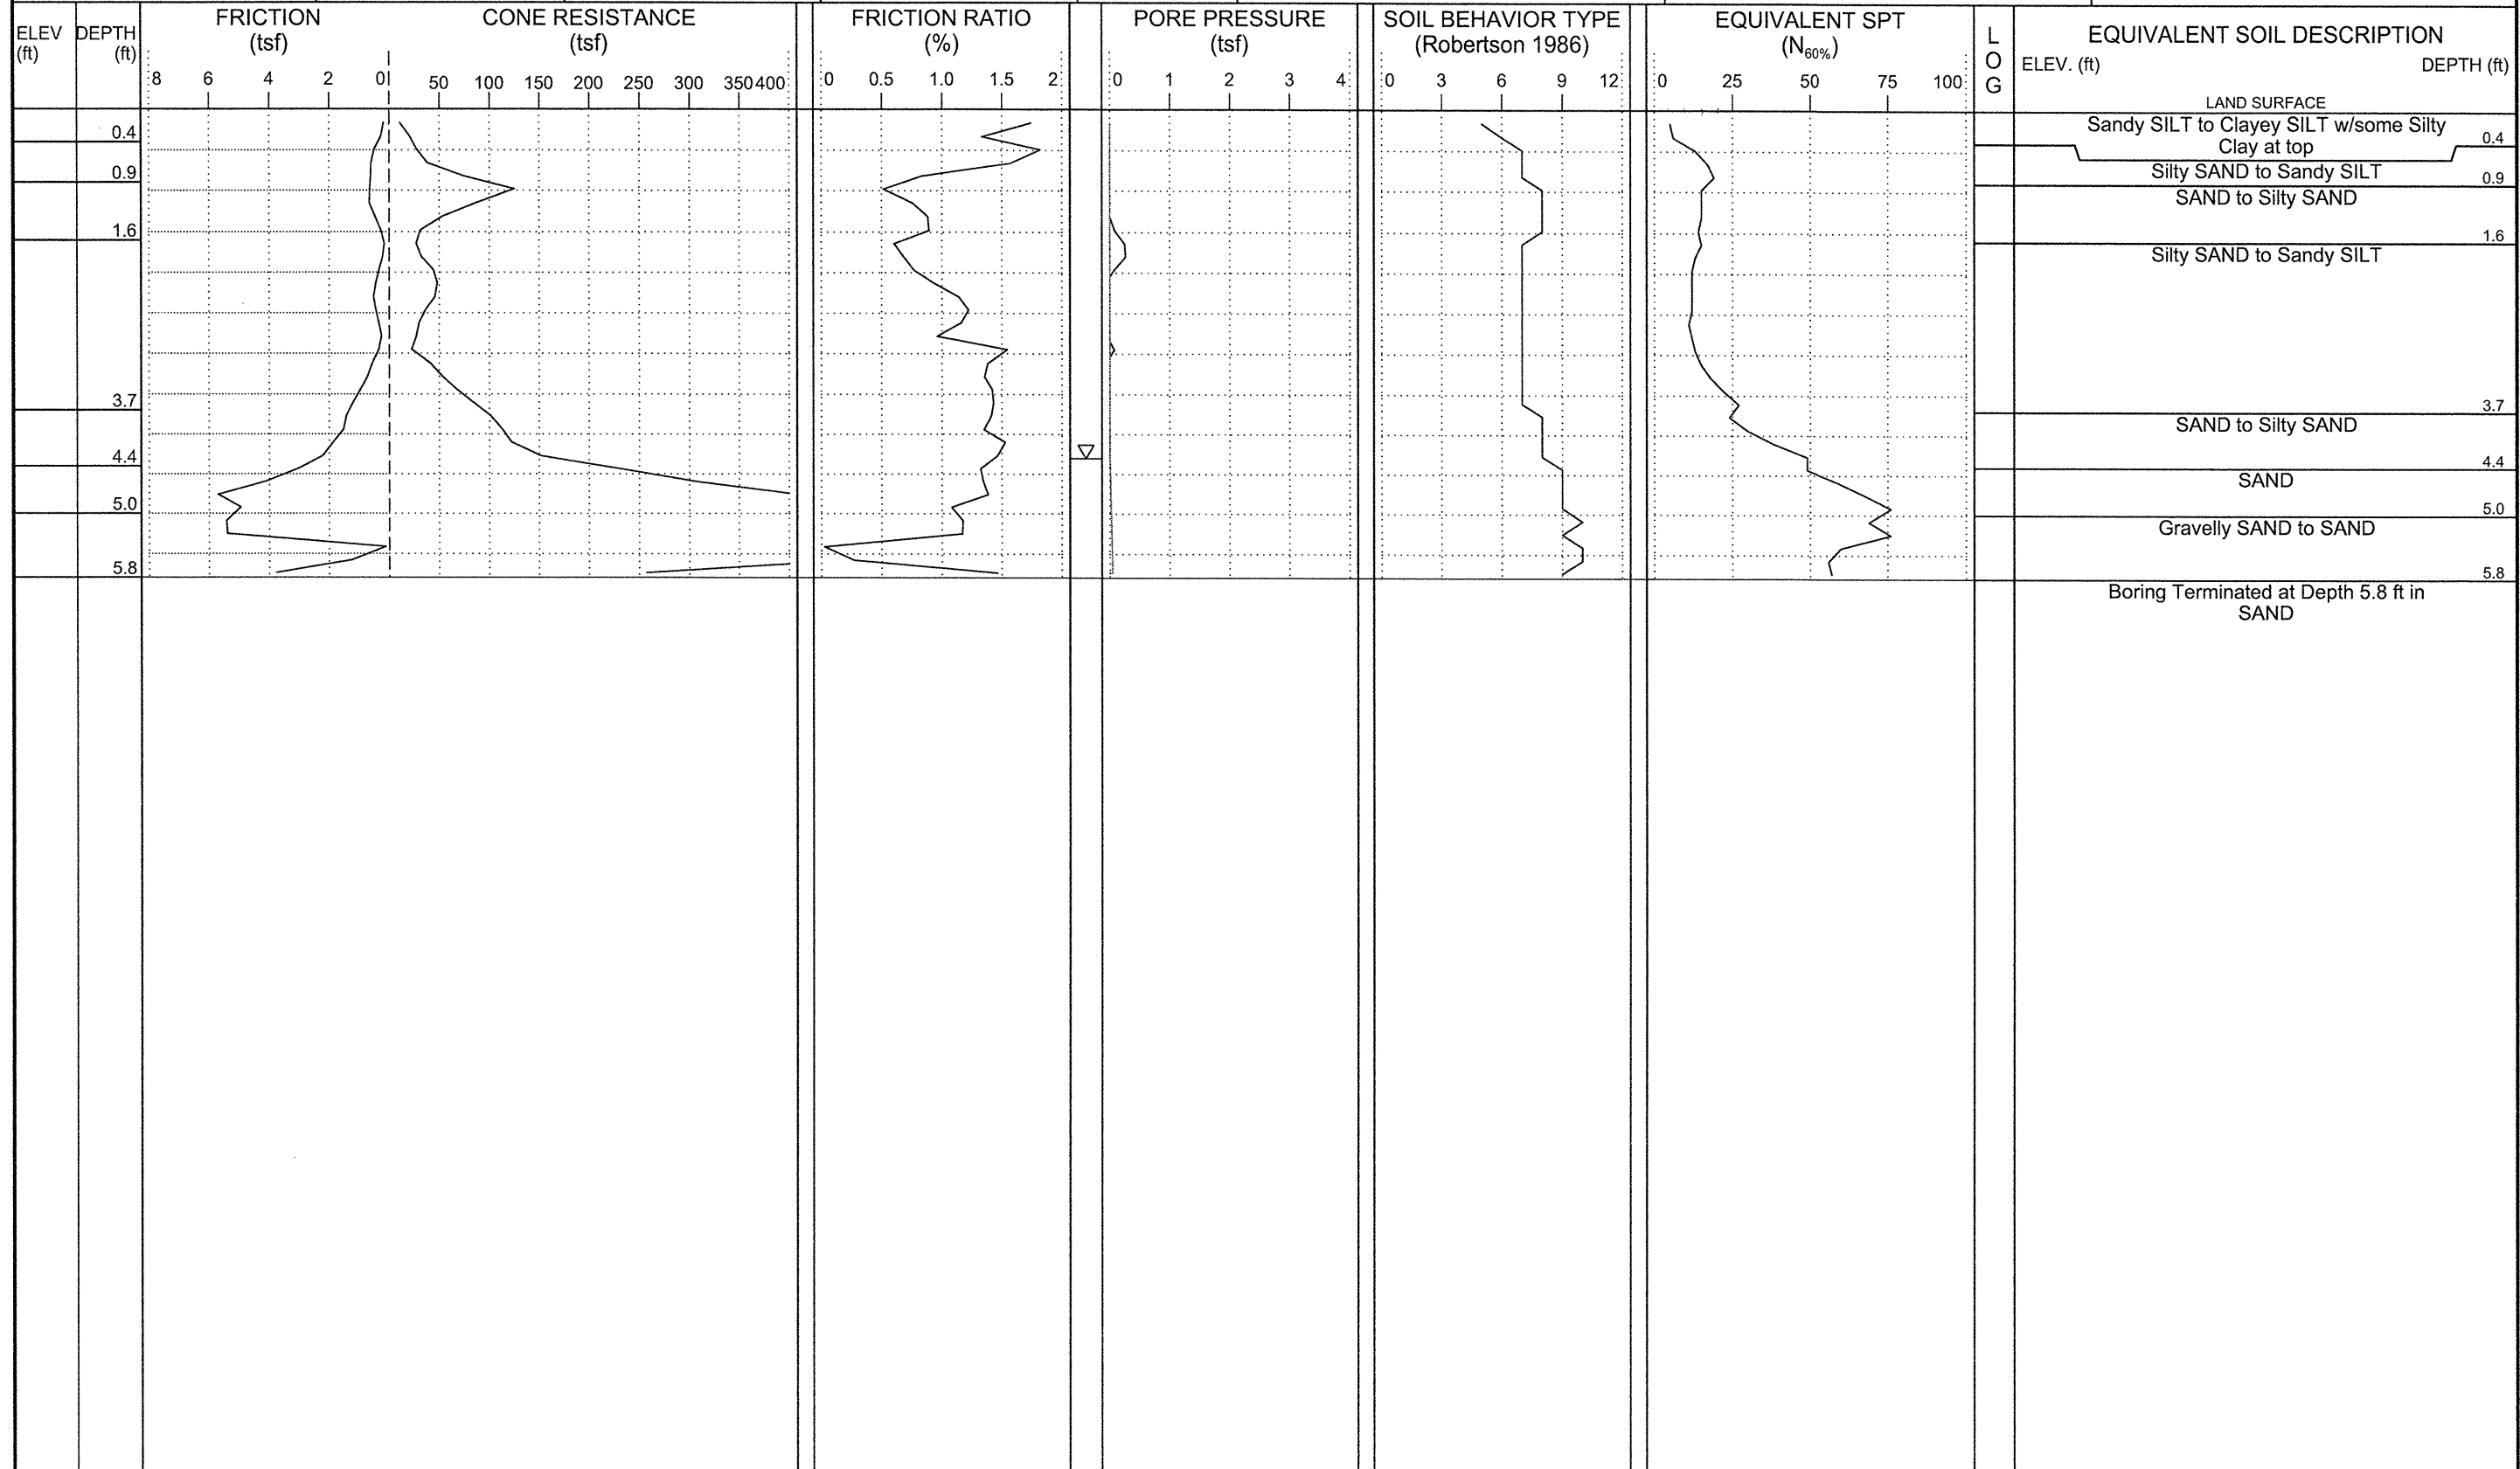 ELEV
(ft)
DEPTH
(ft)
FRICTION
(tsf)
8 6 4 2 0
CONE RESISTANCE
(tsf)
50 100 150 200 250 300 350 400
FRICTION RATIO
(%)
0 0.5 1.0 1.5 2
PORE PRESSURE
(tsf)
0 1 2 3 4
SOIL BEHAVIOR TYPE
(Robertson 1986)
0 3 6 9 12
EQUIVALENT SPT
(N60%)
0 25 50 75 100
L
O
G
EQUIVALENT SOIL DESCRIPTION
ELEV. (ft) DEPTH (ft)
LAND SURFACE
0.4
0.9
1.6
3.7
4.4
5.0
5.8
Sandy SILT to Clayey SILT w/some Silty
0.4
Clay at top
Silty SAND to Sandy SILT
0.9
SAND to Silty SAND
1.6
Silty SAND to Sandy SILT
3.7
SAND to Silty SAND
4.4
SAND
5.0
Gravelly SAND to SAND
5.8
Boring Terminated at Depth 5.8 ft in
SAND